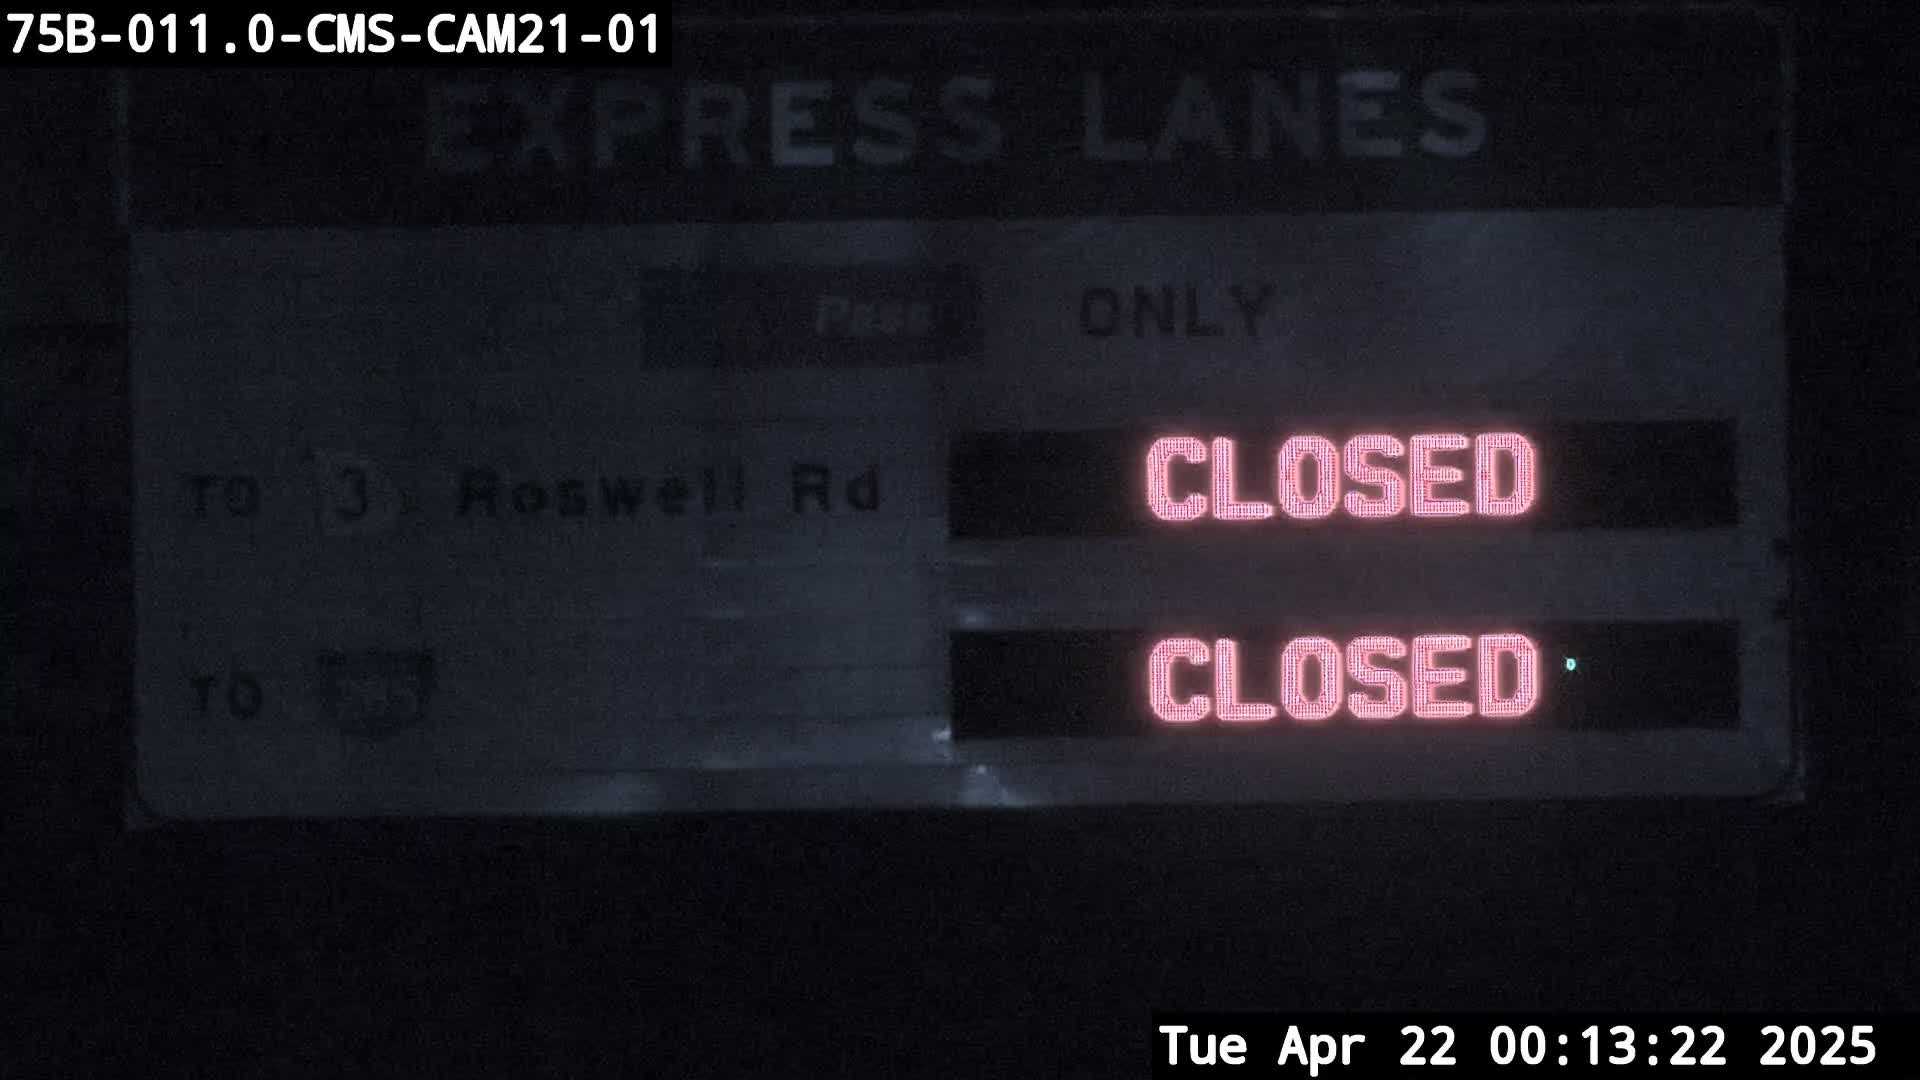 75B-011.0-CMS-CAM21-01
EXPRESS LANES
Pass ONLY
TO 3 Roswell Rd CLOSED
TO CLOSED
Tue Apr 22 00:13:22 2025